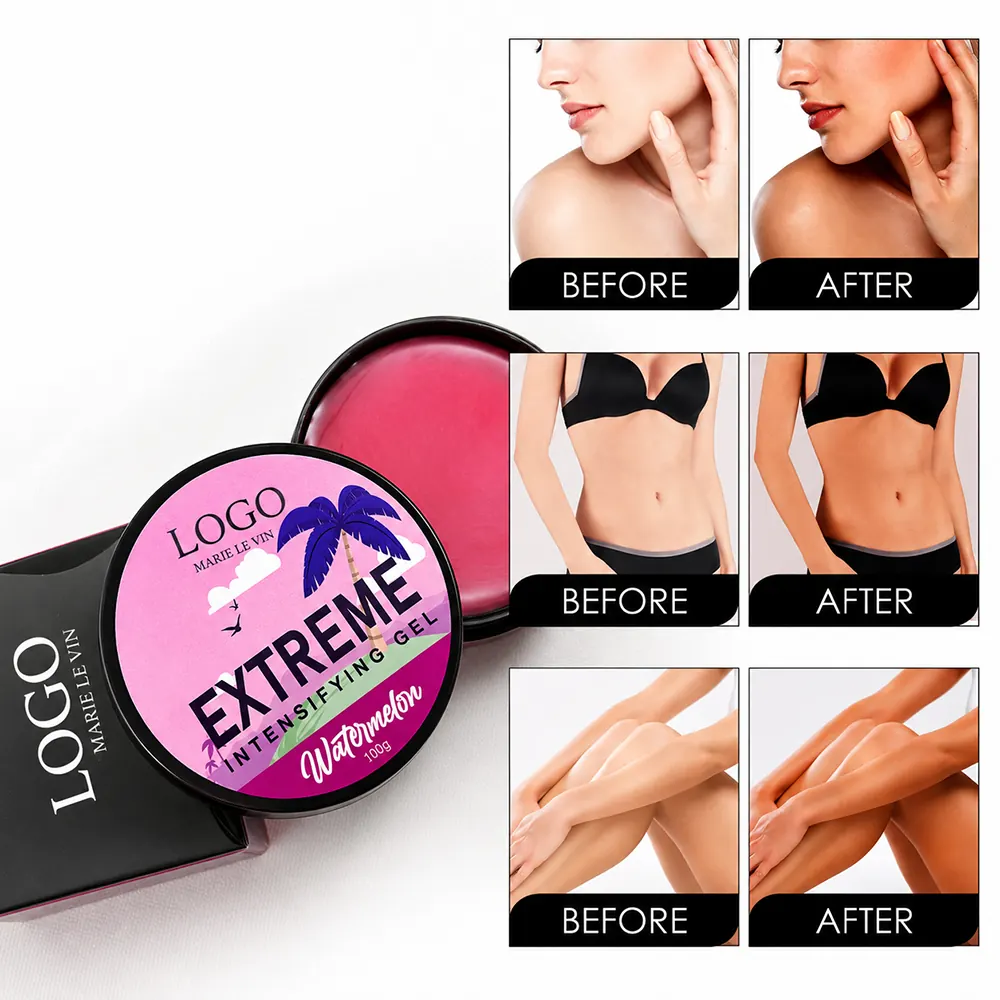 LOGO
MARIE LE VIN
LOGO
MARIE LE VIN
EXTREME
INTENSIFYING GEL
Watermelon
100g
BEFORE
AFTER
BEFORE
AFTER
BEFORE
AFTER